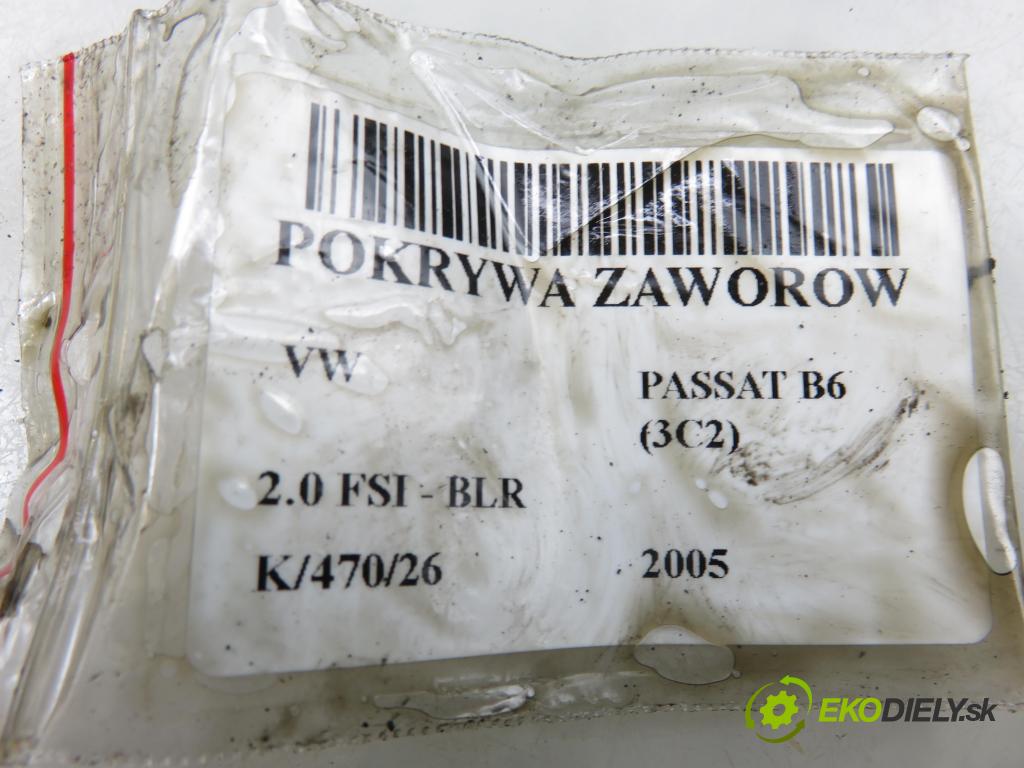 POKRYWA ZAWOROW
VW
PASSAT B6
(3C2)
2.0 FSI - BLR
K/470/26
2005
EKODIELY.sk